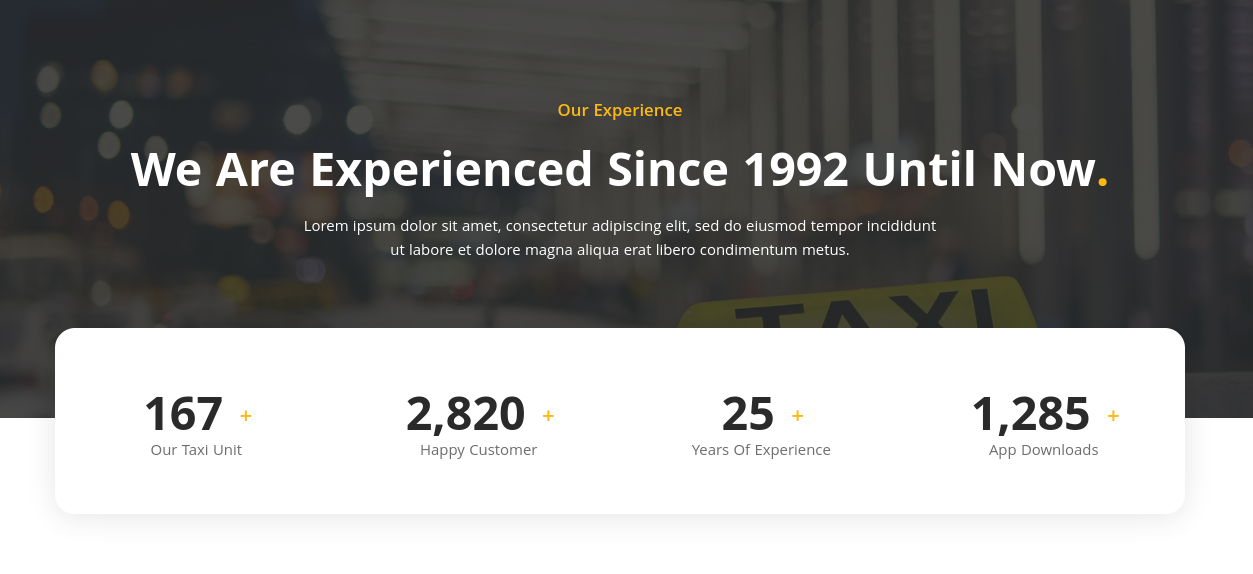 Our Experience
We Are Experienced Since 1992 Until Now.
Lorem ipsum dolor sit amet, consectetur adipiscing elit, sed do eiusmod tempor incididunt
ut labore et dolore magna aliqua erat libero condimentum metus.
TAXI
167 +
2,820 +
25 +
1,285 +
Our Taxi Unit
Happy Customer
Years Of Experience
App Downloads